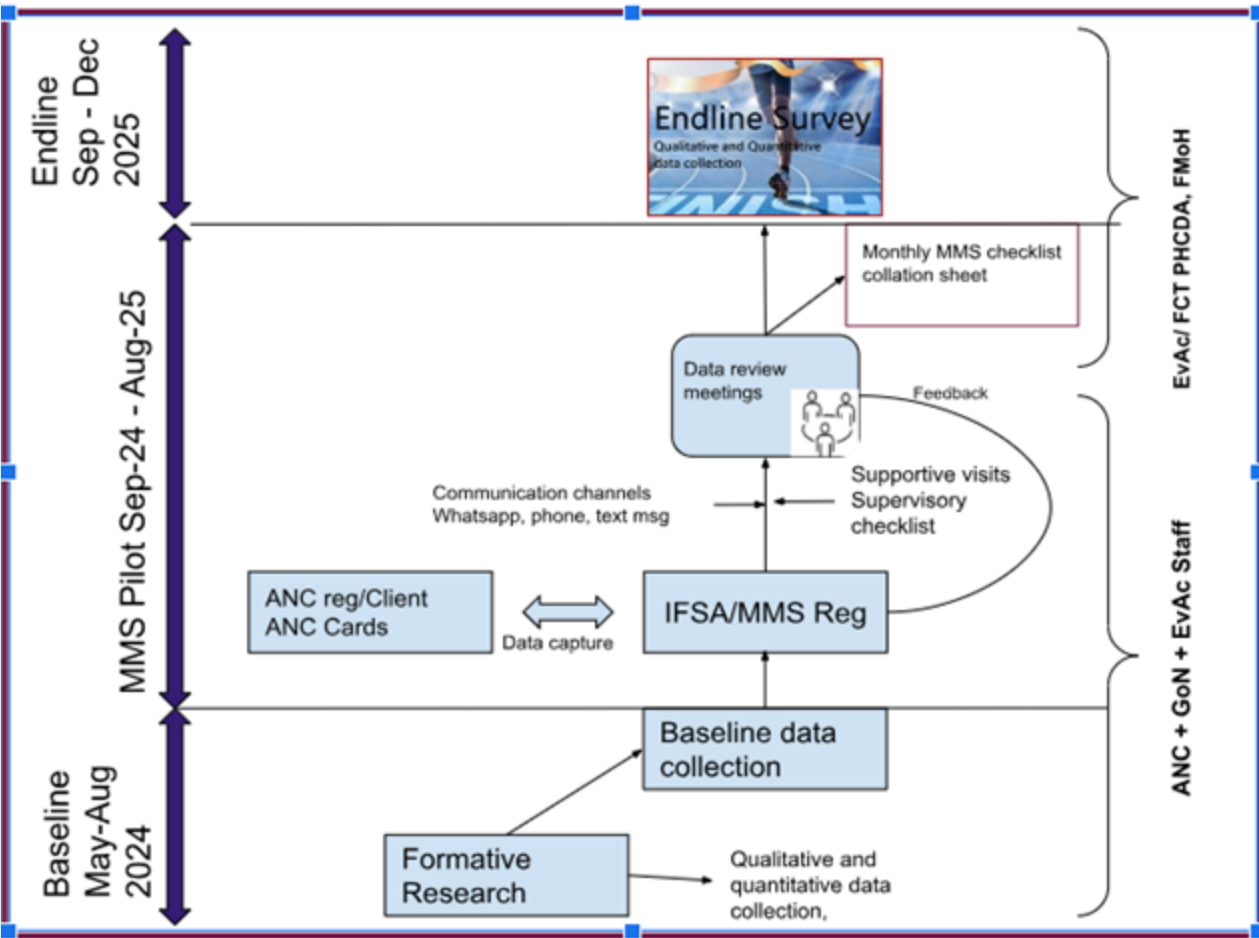 Endline
Sep - Dec
2025
Endline Survey
Qualitative and Quantitative
data collection
FINISH
EvAc/ FCT PHCDA, FMoH
Monthly MMS checklist
collation sheet
MMS Pilot Sep-24 - Aug-25
Data review
meetings
Feedback
Communication channels
Whatsapp, phone, text msg
Supportive visits
Supervisory
checklist
ANC reg/Client
ANC Cards
Data capture
IFSA/MMS Reg
ANC + GoN + EvAc Staff
Baseline
May-Aug
2024
Baseline data
collection
Formative
Research
Qualitative and
quantitative data
collection,